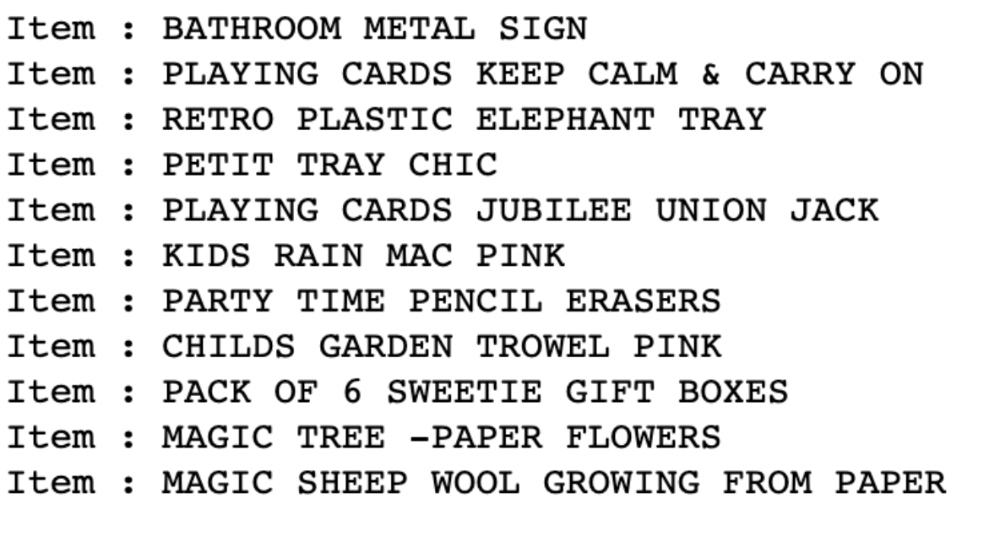 Item : BATHROOM METAL SIGN
Item : PLAYING CARDS KEEP CALM & CARRY ON
Item : RETRO PLASTIC ELEPHANT TRAY
Item : PETIT TRAY CHIC
Item : PLAYING CARDS JUBILEE UNION JACK
Item : KIDS RAIN MAC PINK
Item : PARTY TIME PENCIL ERASERS
Item : CHILDS GARDEN TROWEL PINK
Item : PACK OF 6 SWEETIE GIFT BOXES
Item : MAGIC TREE -PAPER FLOWERS
Item : MAGIC SHEEP WOOL GROWING FROM PAPER